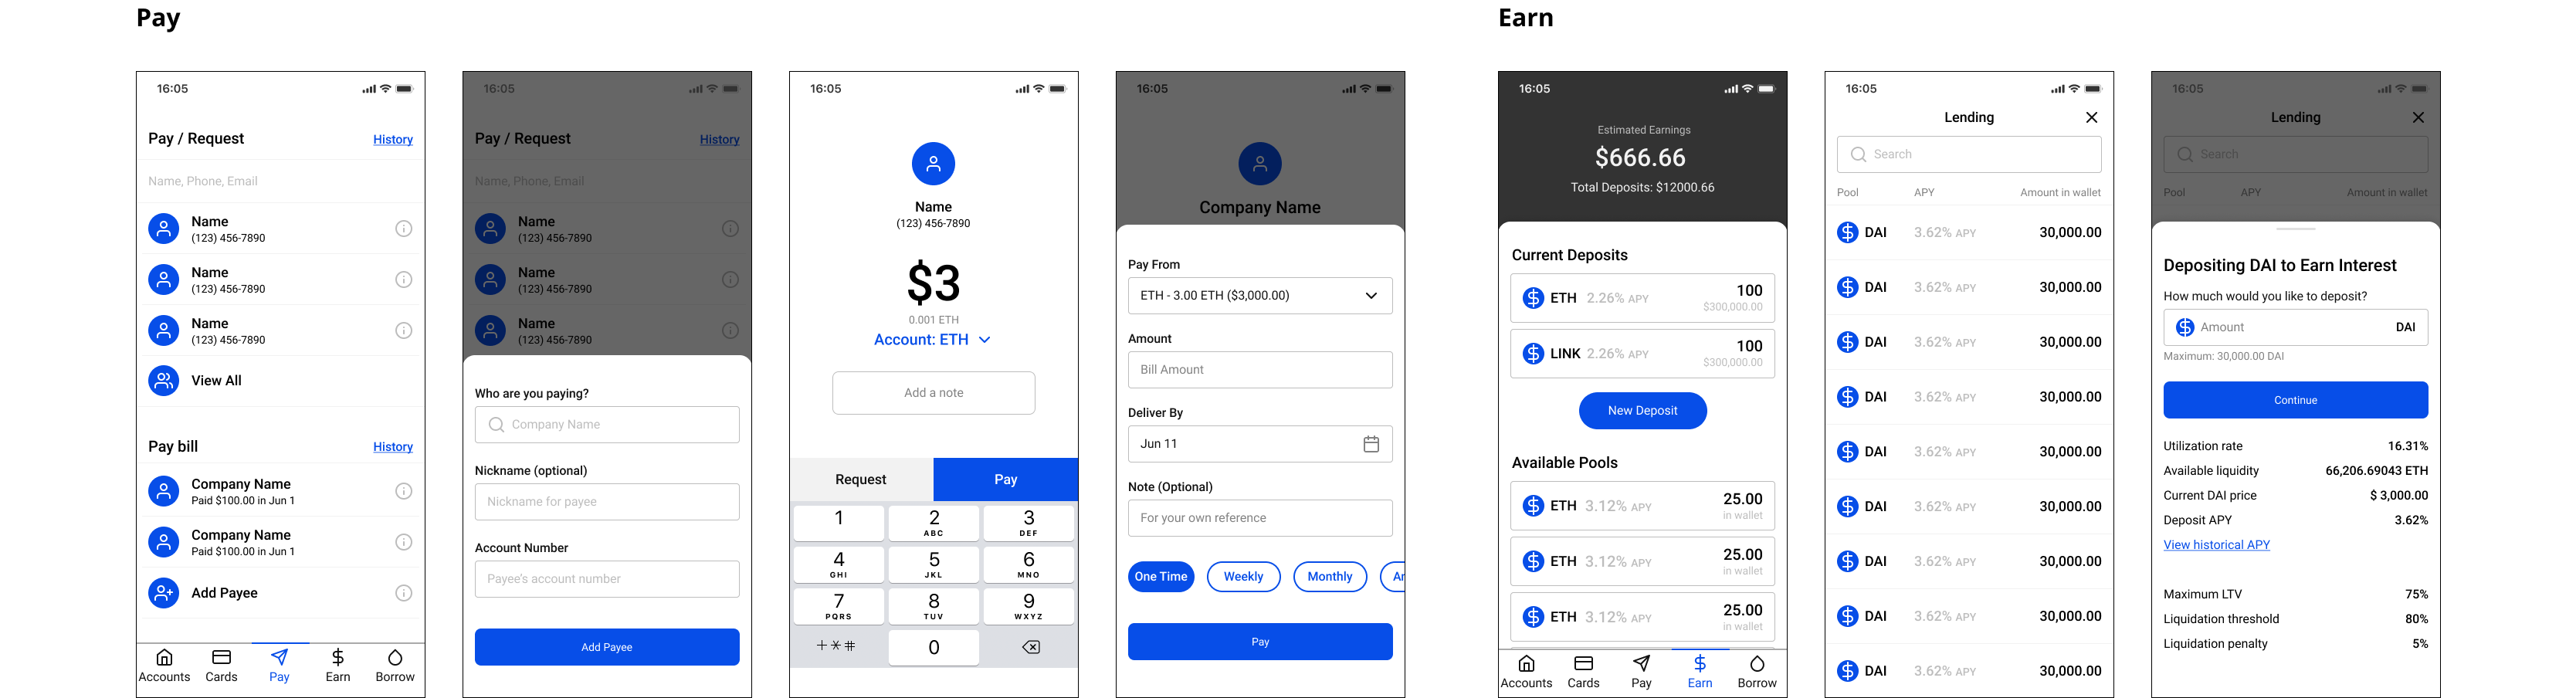 Pay
16:05
Pay / Request History
Name, Phone, Email
Name
(123) 456-7890
Name
(123) 456-7890
Name
(123) 456-7890
View All
Pay bill History
Company Name
Paid $100.00 in Jun 1
Company Name
Paid $100.00 in Jun 1
Add Payee
Accounts Cards Pay Earn Borrow
16:05
Pay / Request History
Name, Phone, Email
Name
(123) 456-7890
Name
(123) 456-7890
Name
(123) 456-7890
Who are you paying?
Company Name
Nickname (optional)
Nickname for payee
Account Number
Payee's account number
Add Payee
16:05
Name
(123) 456-7890
$3
0.001 ETH
Account: ETH
Add a note
Request Pay
1 2 3
ABC DEF
4 5 6
GHI JKL MNO
7 8 9
PQRS TUV WXYZ
+*# 0
16:05
Company Name
Pay From
ETH - 3.00 ETH ($3,000.00)
Amount
Bill Amount
Deliver By
Jun 11
Note (Optional)
For your own reference
One Time Weekly Monthly
Pay
Earn
16:05
Estimated Earnings
$666.66
Total Deposits: $12000.66
Current Deposits
ETH 2.26% APY 100
$300,000.00
LINK 2.26% APY 100
$300,000.00
New Deposit
Available Pools
ETH 3.12% APY 25.00
in wallet
ETH 3.12% APY 25.00
in wallet
ETH 3.12% APY 25.00
in wallet
Accounts Cards Pay Earn Borrow
16:05
Lending
Search
Pool APY Amount in wallet
DAI 3.62% APY 30,000.00
DAI 3.62% APY 30,000.00
DAI 3.62% APY 30,000.00
DAI 3.62% APY 30,000.00
DAI 3.62% APY 30,000.00
DAI 3.62% APY 30,000.00
DAI 3.62% APY 30,000.00
DAI 3.62% APY 30,000.00
DAI 3.62% APY 30,000.00
16:05
Lending
Search
Pool APY Amount in wallet
Depositing DAI to Earn Interest
How much would you like to deposit?
Amount DAI
Maximum: 30,000.00 DAI
Continue
Utilization rate 16.31%
Available liquidity 66,206.69043 ETH
Current DAI price $ 3,000.00
Deposit APY 3.62%
View historical APY
Maximum LTV 75%
Liquidation threshold 80%
Liquidation penalty 5%